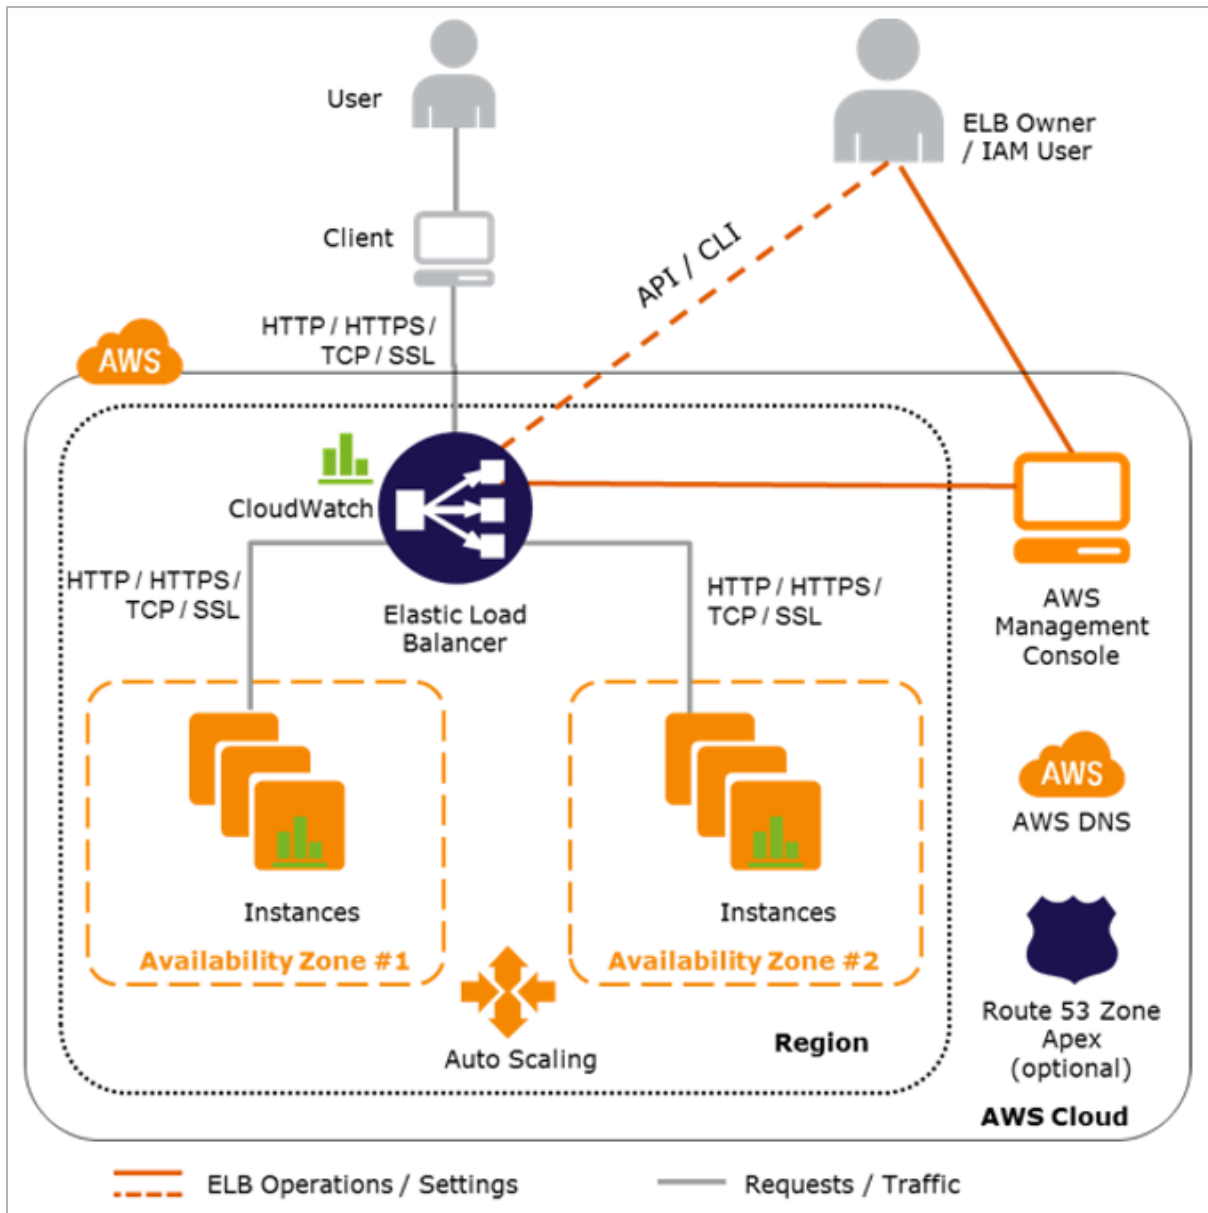 User
ELB Owner
/ IAM User
Client
API / CLI
HTTP / HTTPS /
TCP / SSL
AWS
CloudWatch
HTTP / HTTPS /
TCP / SSL
Elastic Load
Balancer
HTTP / HTTPS /
TCP / SSL
AWS
Management
Console
AWS
AWS DNS
Instances
Availability Zone #1
Instances
Availability Zone #2
Auto Scaling
Region
Route 53 Zone
Apex
(optional)
AWS Cloud
ELB Operations / Settings
Requests / Traffic